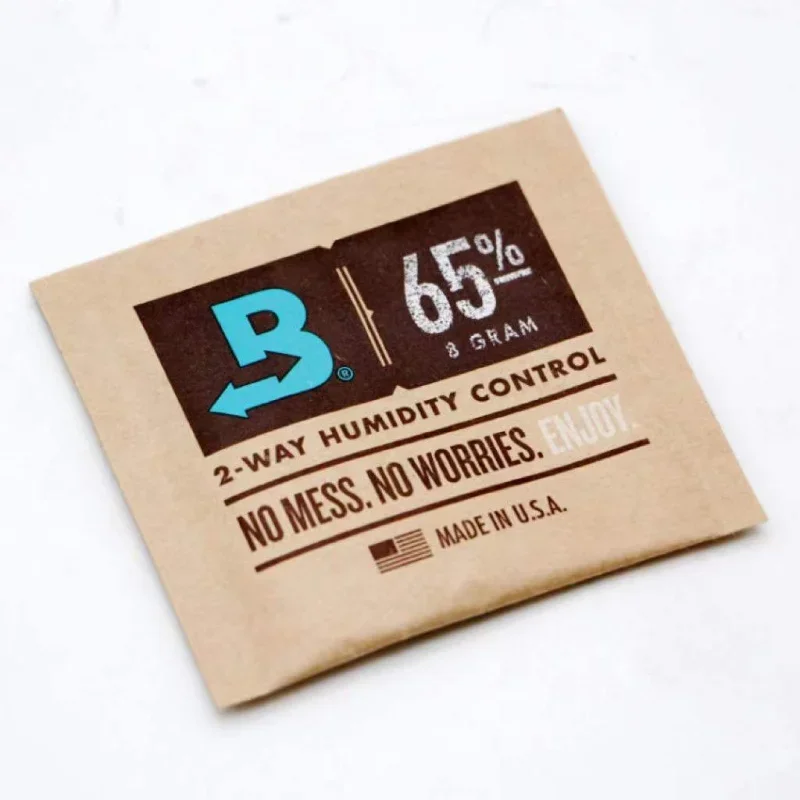 B®
65%
8 GRAM
2-WAY HUMIDITY CONTROL
NO MESS. NO WORRIES. ENJOY.
MADE IN U.S.A.